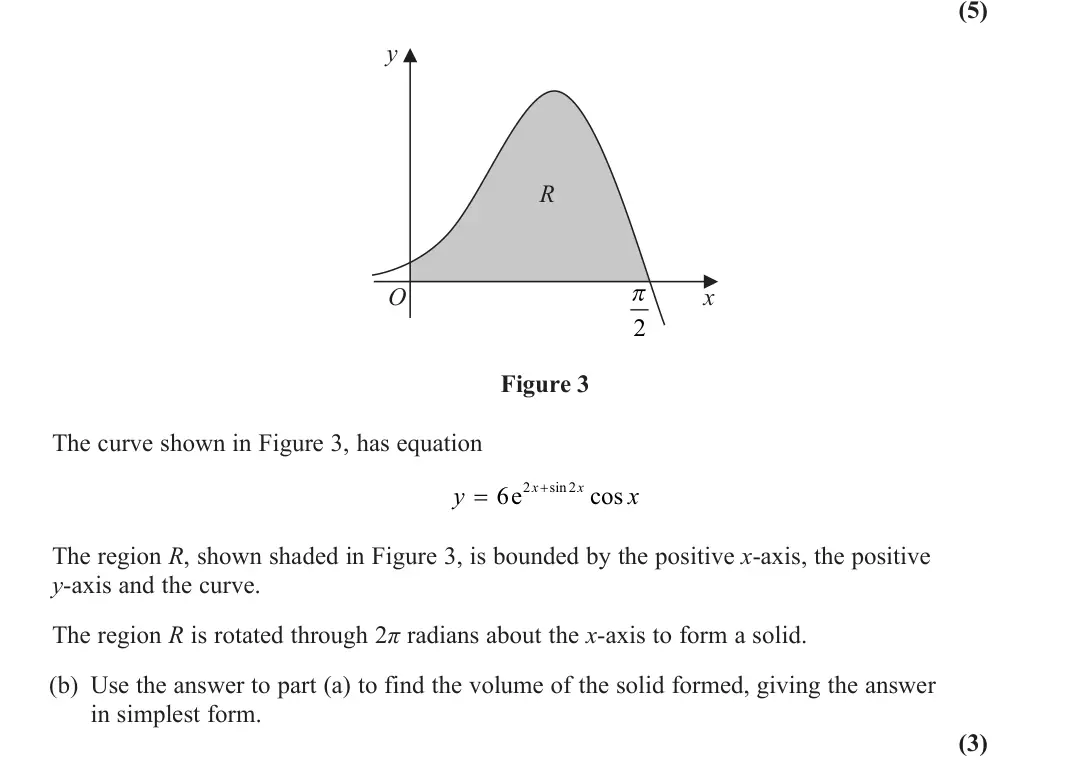 (5)
y
R
O
π
2
x
Figure 3
The curve shown in Figure 3, has equation
y = 6e^{2x+sin2x} cos x
The region R, shown shaded in Figure 3, is bounded by the positive x-axis, the positive
y-axis and the curve.
The region R is rotated through 2π radians about the x-axis to form a solid.
(b) Use the answer to part (a) to find the volume of the solid formed, giving the answer
in simplest form.
(3)